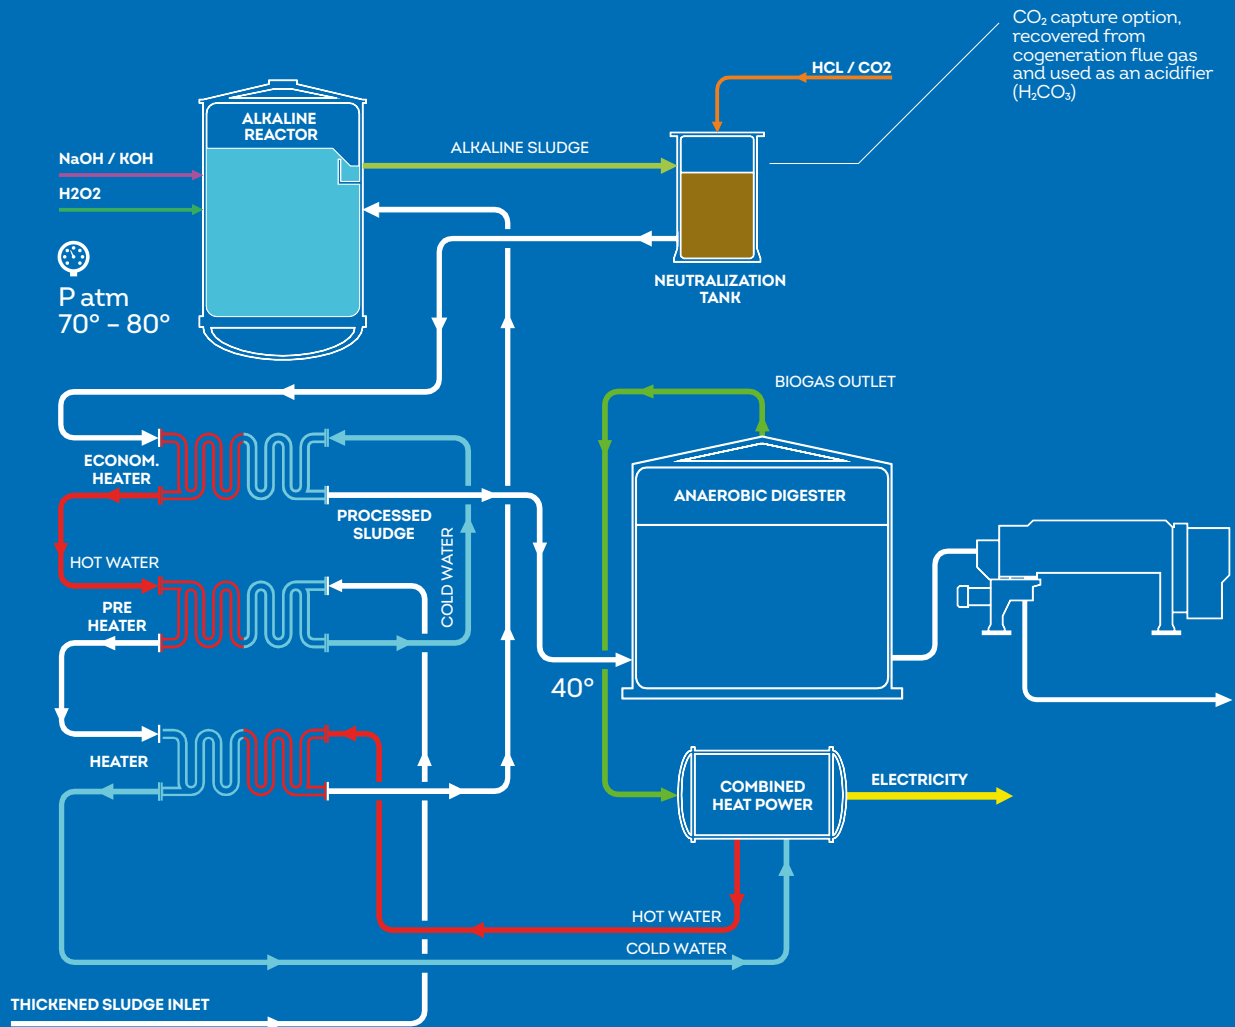 CO₂ capture option,
recovered from
cogeneration flue gas
and used as an acidifier
(H₂CO₃)
HCL / CO2
ALKALINE
REACTOR
ALKALINE SLUDGE
NaOH / KOH
H2O2
P atm
70° – 80°
NEUTRALIZATION
TANK
BIOGAS OUTLET
ECONOM.
HEATER
PROCESSED
SLUDGE
ANAEROBIC DIGESTER
HOT WATER
COLD WATER
PRE
HEATER
40°
HEATER
COMBINED
HEAT POWER
ELECTRICITY
HOT WATER
COLD WATER
THICKENED SLUDGE INLET